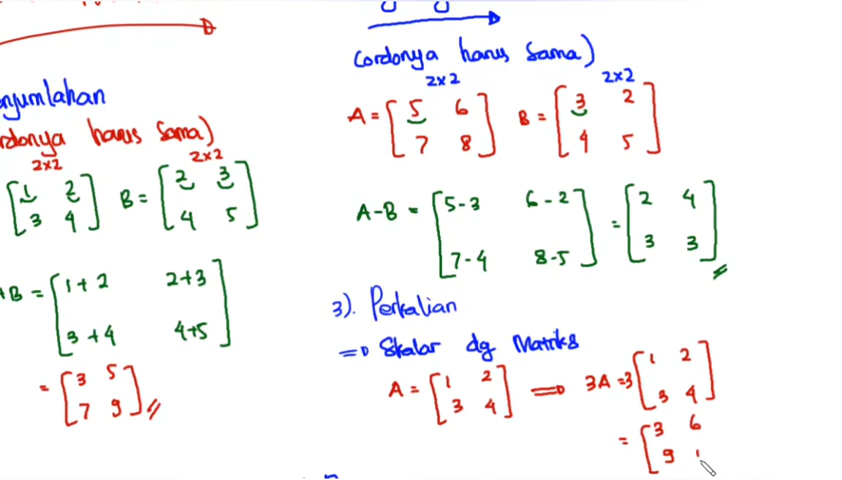 enjumlahan
rdonya harus sama)
2x2 2x2
[1 2 B = [2 3
3 4] 4 5]
AB = [1+2 2+3
3+4 4+5]
= [3 5
7 9] //
(ordonya harus sama)
2x2 2x2
A = [5 6 B = [3 2
7 8] 4 5]
A-B = [5-3 6-2 = [2 4
7-4 8-5] 3 3] //
3). Perkalian
=> Skalar dg Matriks
A = [1 2 => 3A = 3 [1 2
3 4] 3 4]
= [3 6
9 1